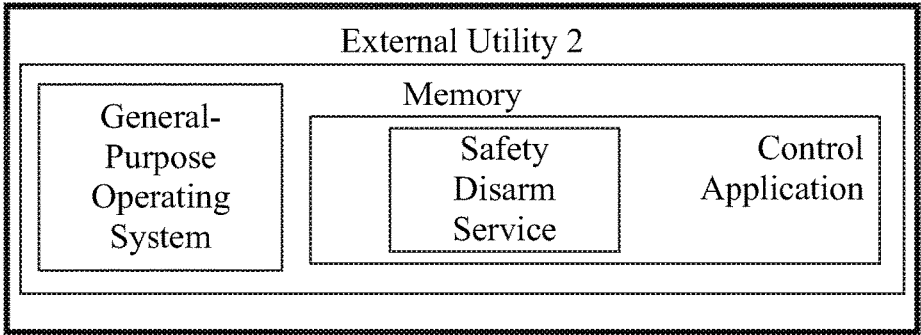 External Utility 2
Memory
General-
Purpose
Operating
System
Safety
Disarm
Service
Control
Application